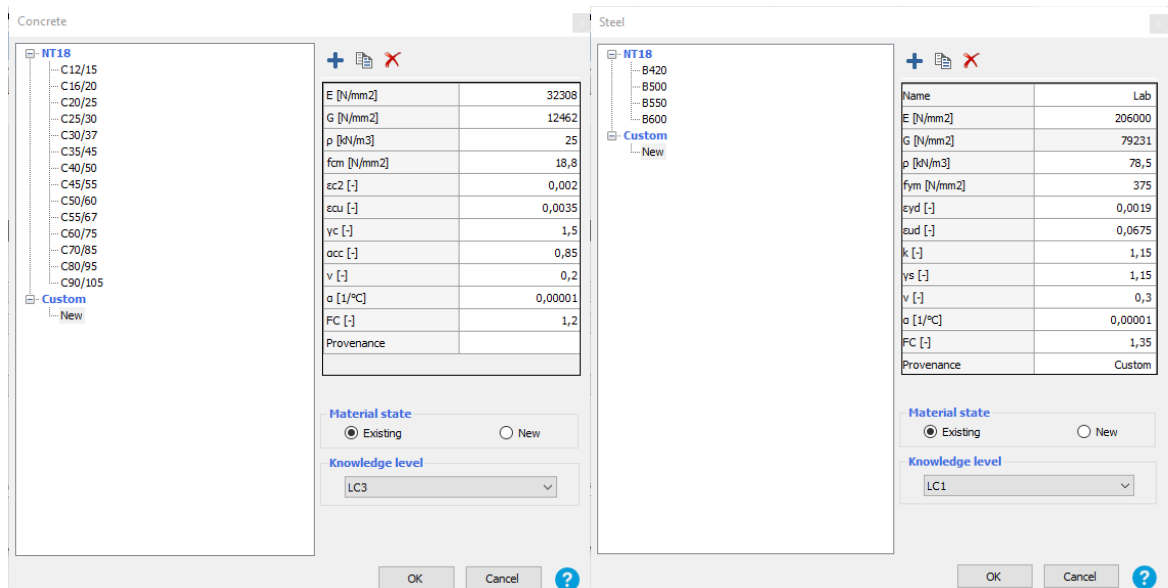 Concrete
NT18
C12/15
C16/20
C20/25
C25/30
C30/37
C35/45
C40/50
C45/55
C50/60
C55/67
C60/75
C70/85
C80/95
C90/105
Custom
New
E [N/mm2] 32308
G [N/mm2] 12462
ρ [kN/m3] 25
fcm [N/mm2] 18,8
εc2 [-] 0,002
εcu [-] 0,0035
γc [-] 1,5
αcc [-] 0,85
ν [-] 0,2
α [1/°C] 0,00001
FC [-] 1,2
Provenance
Material state
Existing New
Knowledge level
LC3
OK Cancel ?
Steel
x
NT18
B420
B500
B550
B600
Custom
New
Name Lab
E [N/mm2] 206000
G [N/mm2] 79231
ρ [kN/m3] 78,5
fym [N/mm2] 375
εyd [-] 0,0019
εud [-] 0,0675
k [-] 1,15
γs [-] 1,15
ν [-] 0,3
α [1/°C] 0,00001
FC [-] 1,35
Provenance Custom
Material state
Existing New
Knowledge level
LC1
OK Cancel ?